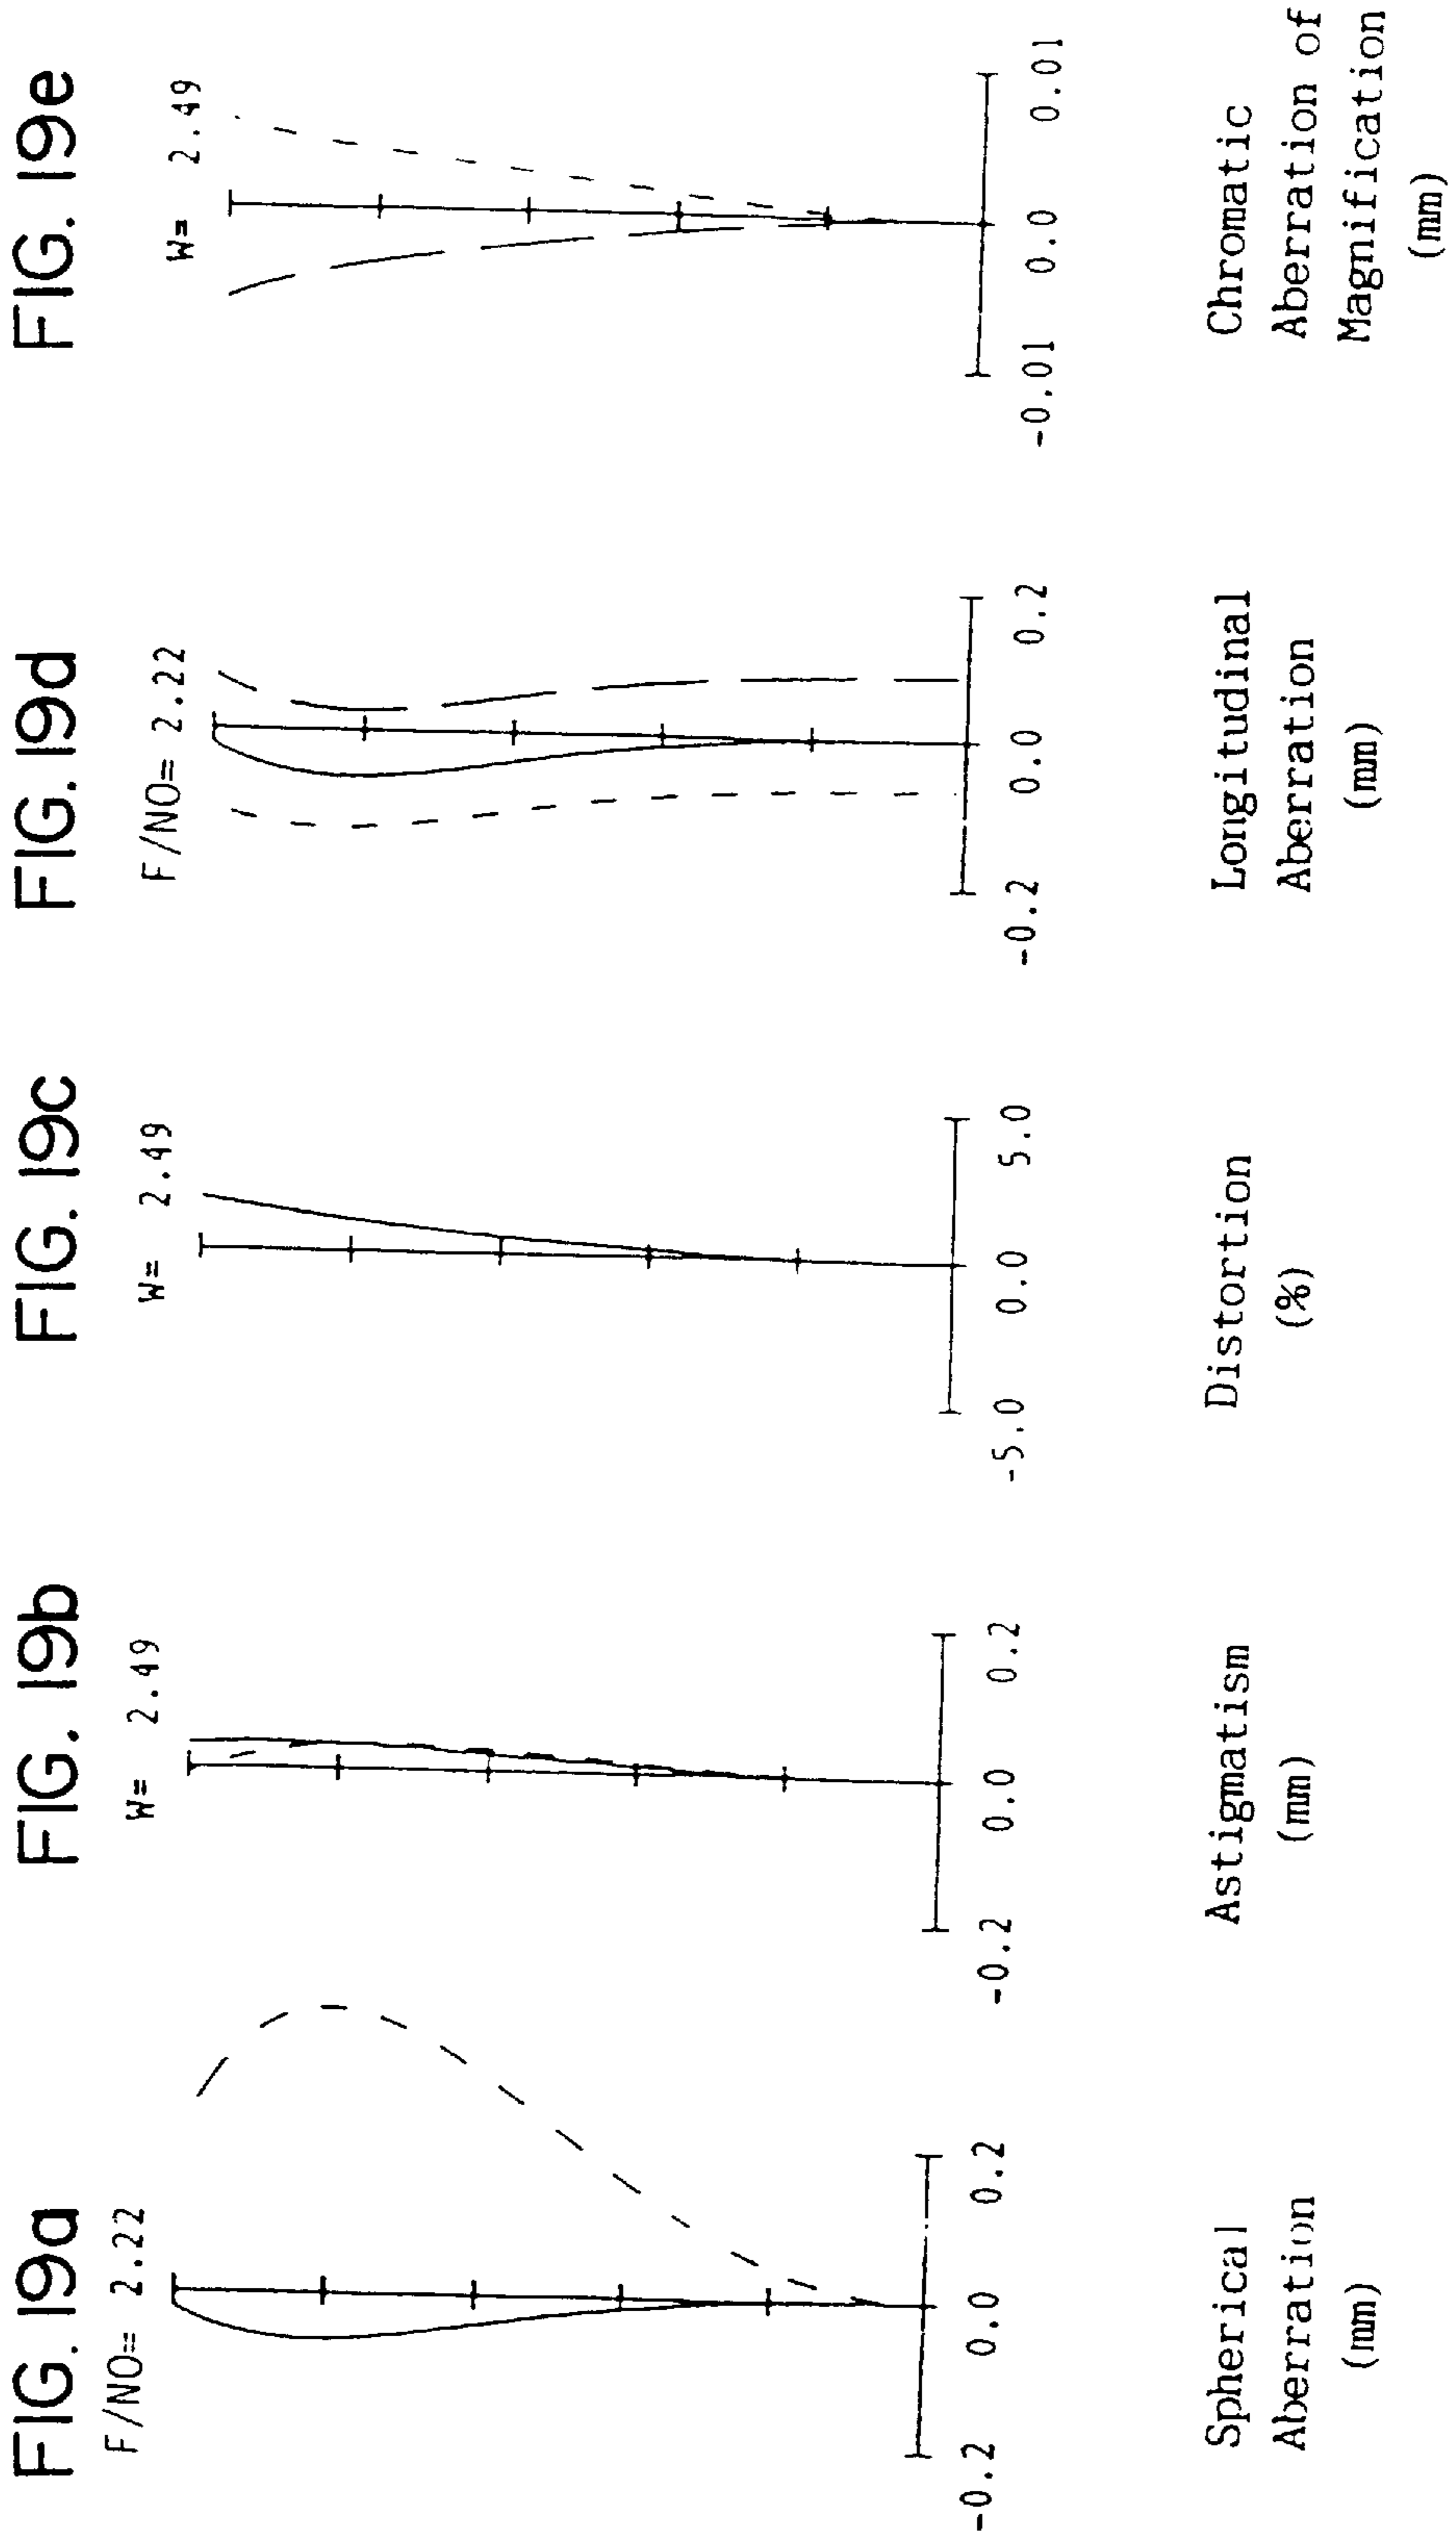 FIG. 19a
F/NO= 2.22
-0.2 0.0 0.2
Spherical
Aberration
(mm)
FIG. 19b
W= 2.49
-0.2 0.0 0.2
Astigmatism
(mm)
FIG. 19c
W= 2.49
-5.0 0.0 5.0
Distortion
(%)
FIG. 19d
F/NO= 2.22
-0.2 0.0 0.2
Longitudinal
Aberration
(mm)
FIG. 19e
W= 2.49
-0.01 0.0 0.01
Chromatic
Aberration of
Magnification
(mm)